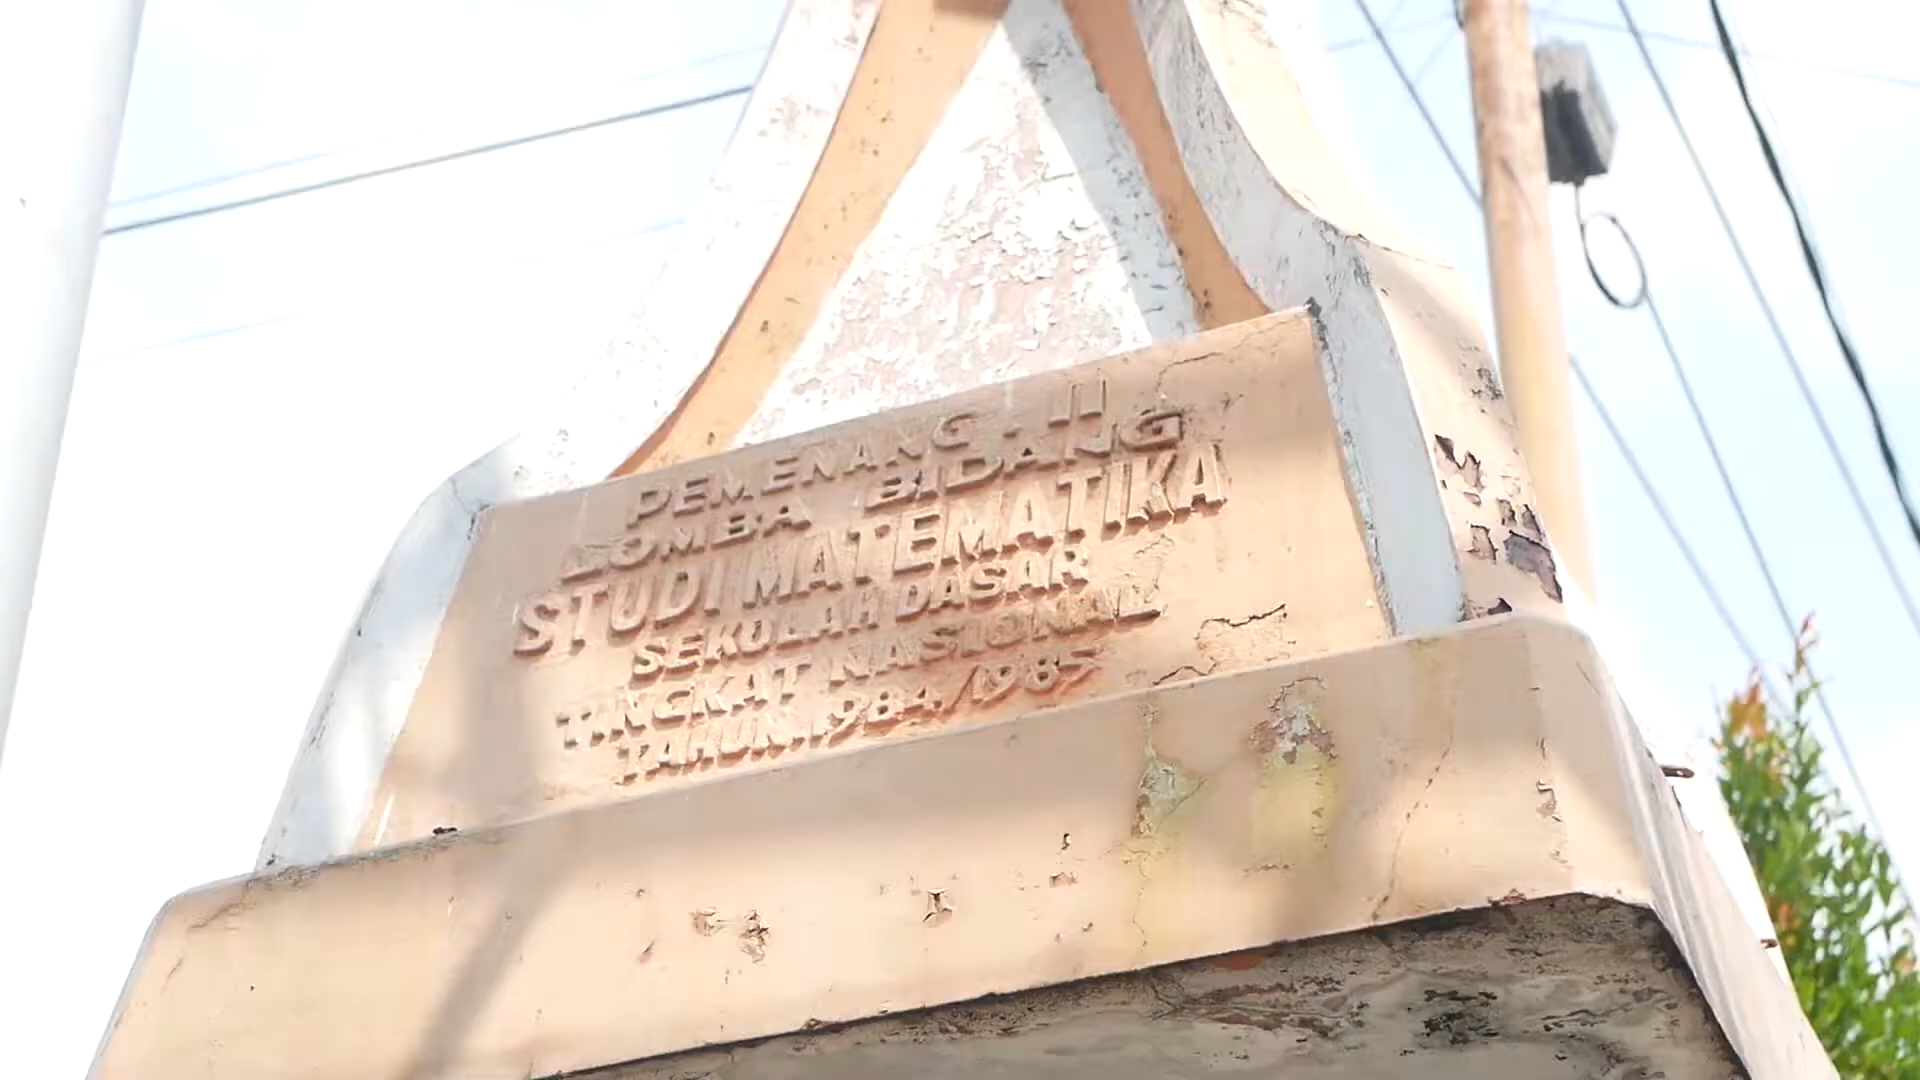 PEMENANG . II
LOMBA BIDANG
STUDI MATEMATIKA
SEKOLAH DASAR
TINGKAT NASIONAL
TAHUN.1984/1985